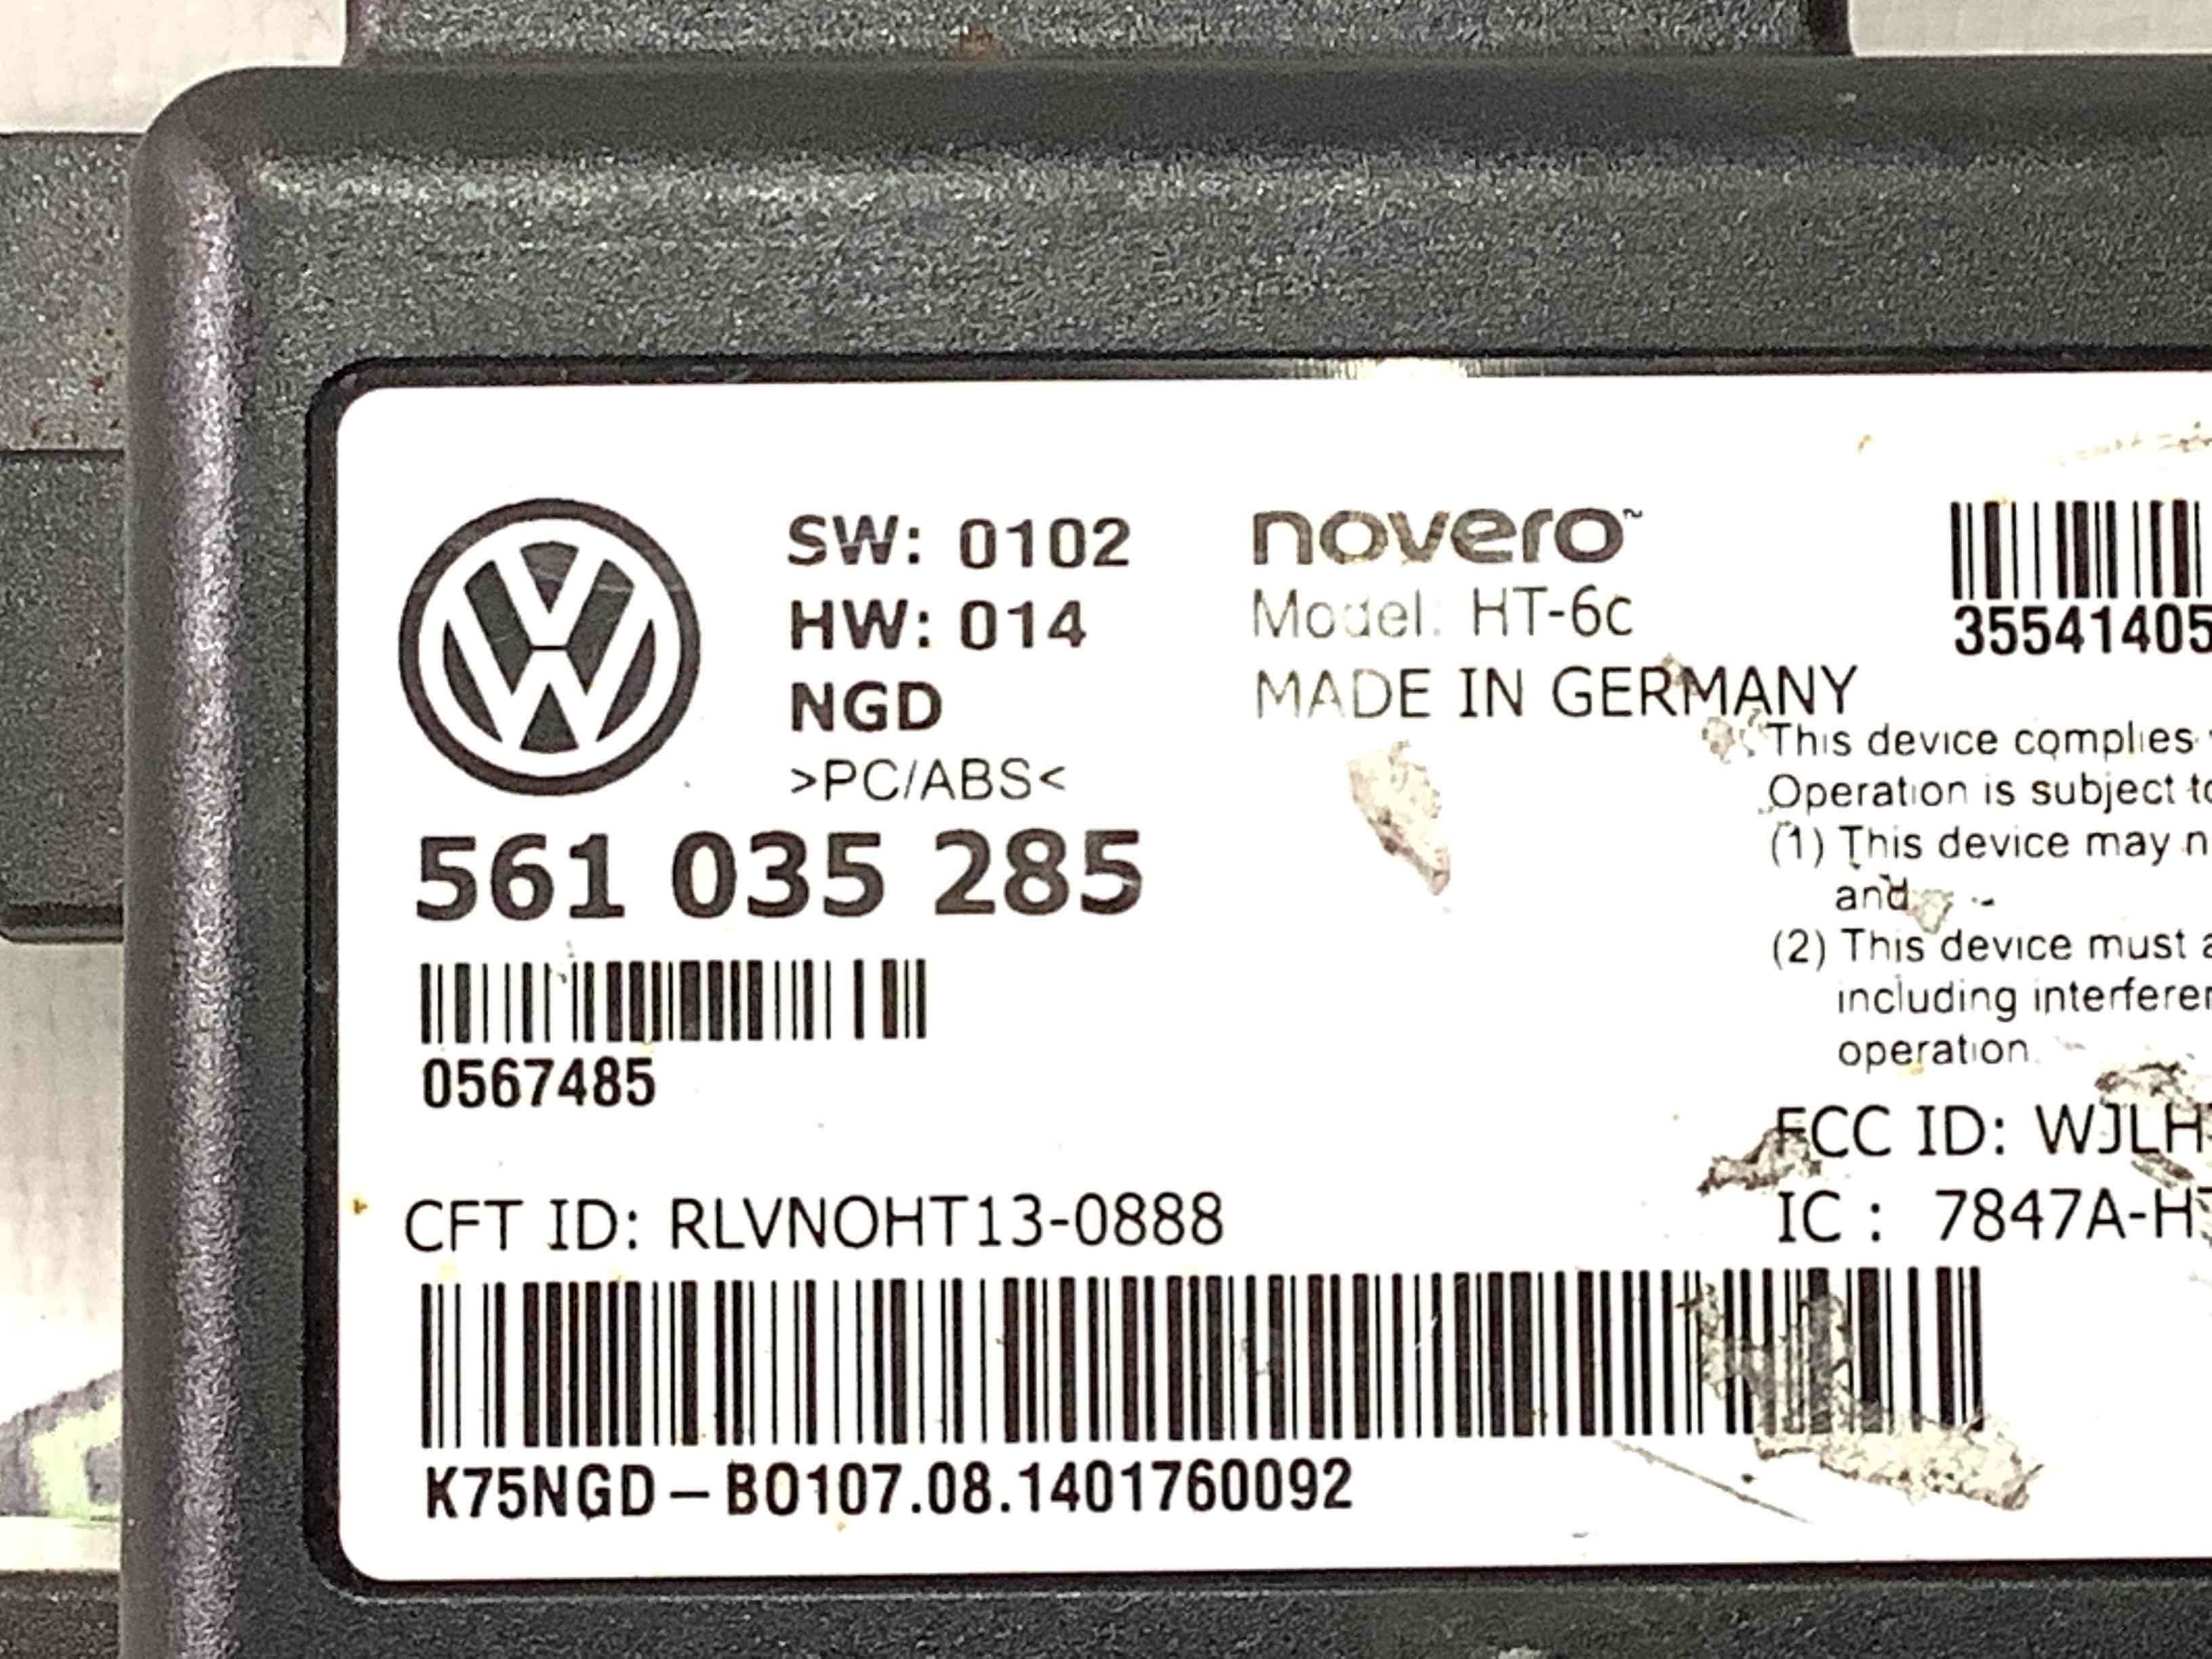 SW: 0102
HW: 014
NGD
>PC/ABS<
561 035 285
0567485
novero
Model: HT-6c
MADE IN GERMANY
35541405
This device complies
Operation is subject to
(1) This device may n
and
(2) This device must a
including interferen
operation.
FCC ID: WJLH
IC : 7847A-H
CFT ID: RLVNOHT13-0888
K75NGD – B0107.08.1401760092